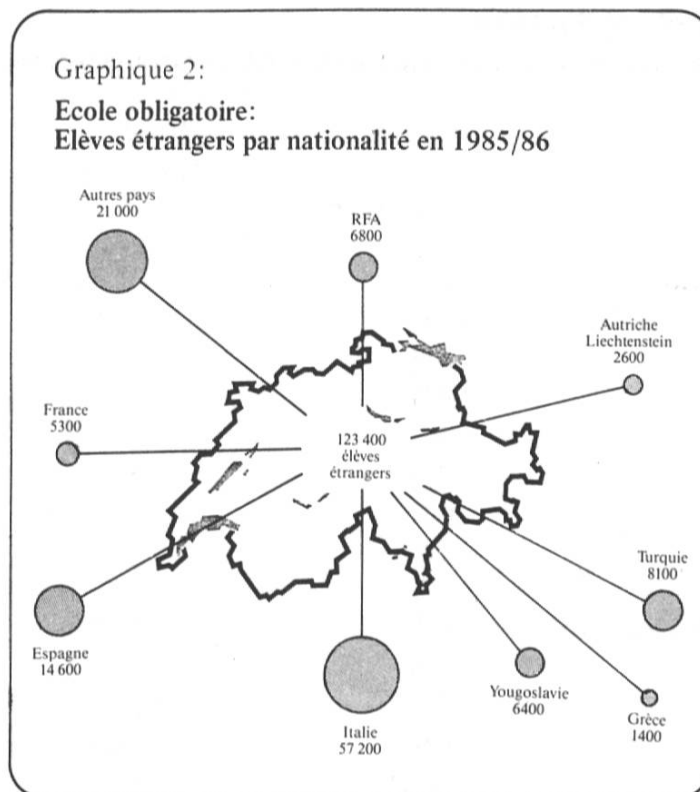 Graphique 2:
Ecole obligatoire:
Elèves étrangers par nationalité en 1985/86
Autres pays
21 000
RFA
6800
Autriche
Liechtenstein
2600
France
5300
123 400
élèves
étrangers
Turquie
8100
Espagne
14 600
Yougoslavie
6400
Grèce
1400
Italie
57 200